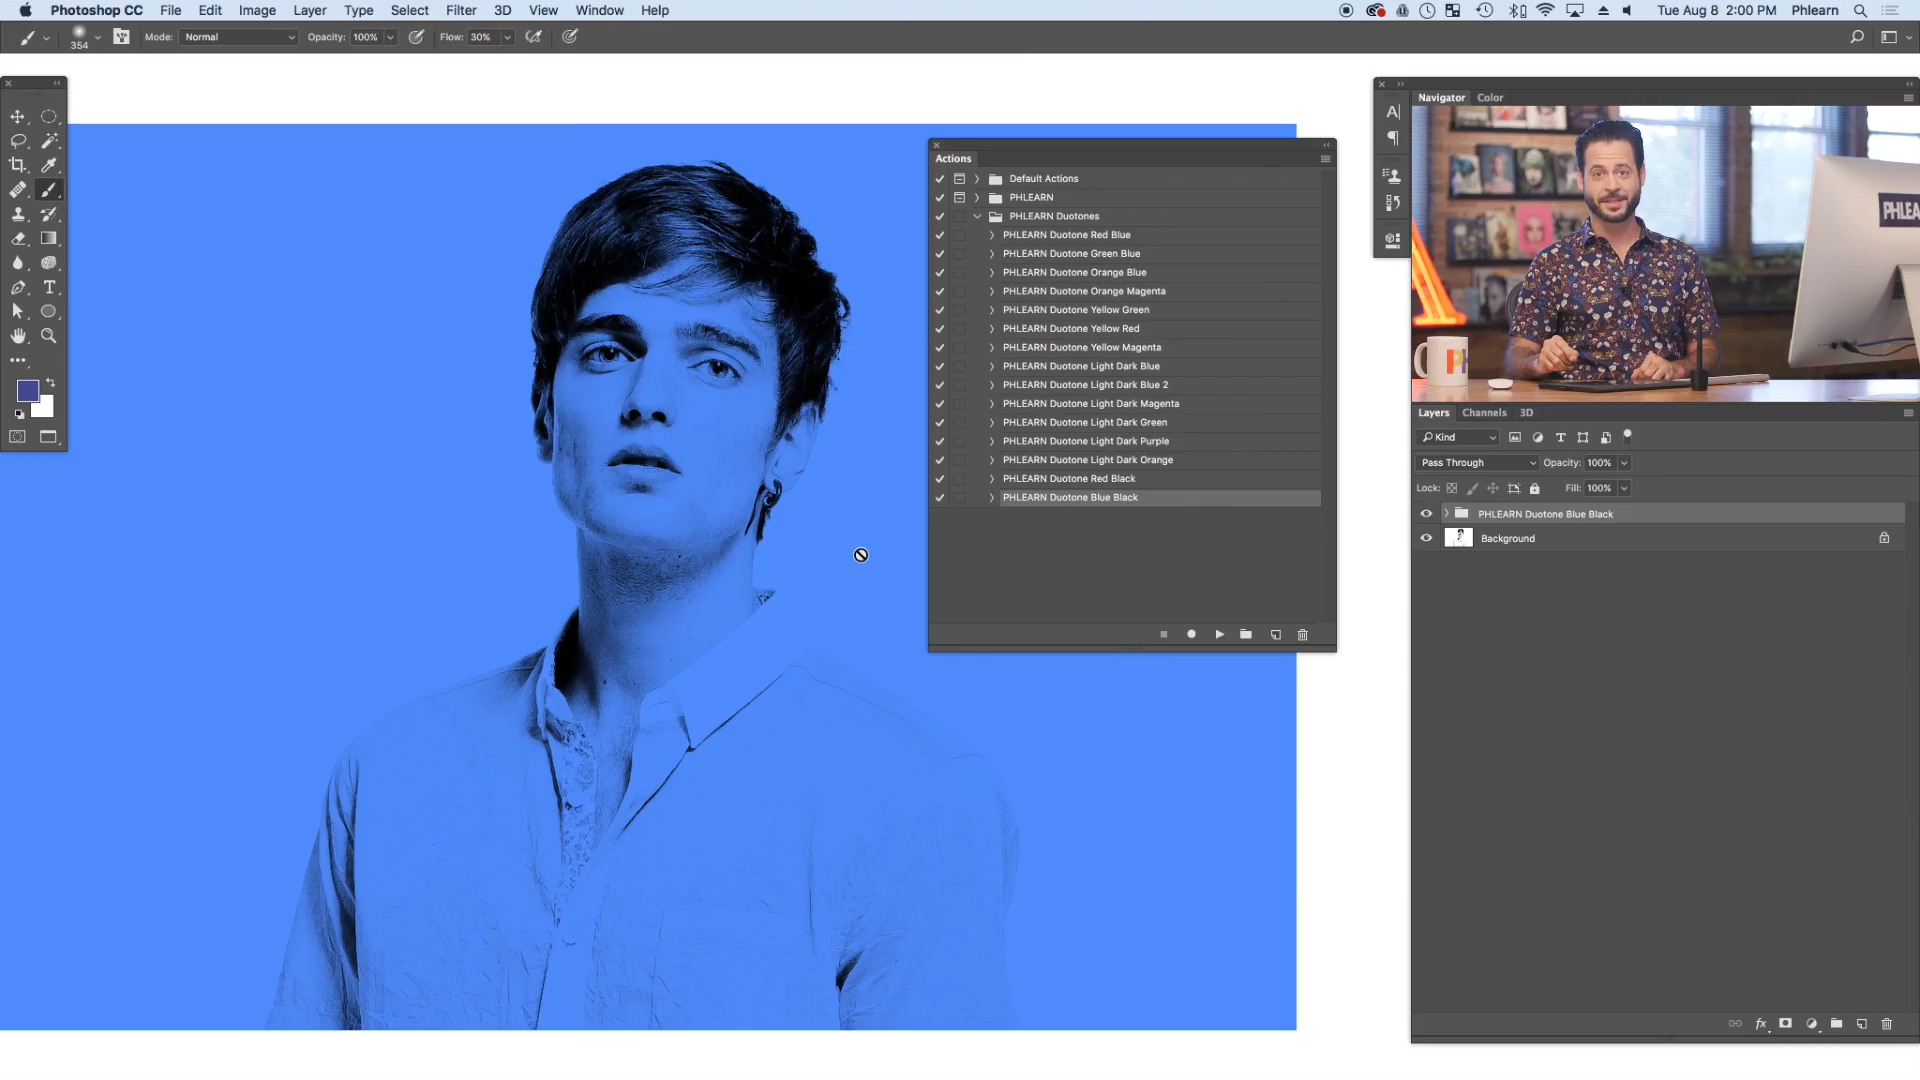 Photoshop CC File Edit Image Layer Type Select Filter 3D View Window Help Tue Aug 8 2:00 PM Phlearn
354 Mode: Normal Opacity: 100% Flow: 30%
Navigator Color
Actions
Default Actions
PHLEARN
PHLEARN Duotones
PHLEARN Duotone Red Blue
PHLEARN Duotone Green Blue
PHLEARN Duotone Orange Blue
PHLEARN Duotone Orange Magenta
PHLEARN Duotone Yellow Green
PHLEARN Duotone Yellow Red
PHLEARN Duotone Yellow Magenta
PHLEARN Duotone Light Dark Blue
PHLEARN Duotone Light Dark Blue 2
PHLEARN Duotone Light Dark Magenta
PHLEARN Duotone Light Dark Green
PHLEARN Duotone Light Dark Purple
PHLEARN Duotone Light Dark Orange
PHLEARN Duotone Red Black
PHLEARN Duotone Blue Black
PHLEA
Layers Channels 3D
Kind
Pass Through Opacity: 100%
Lock: Fill: 100%
PHLEARN Duotone Blue Black
Background
fx